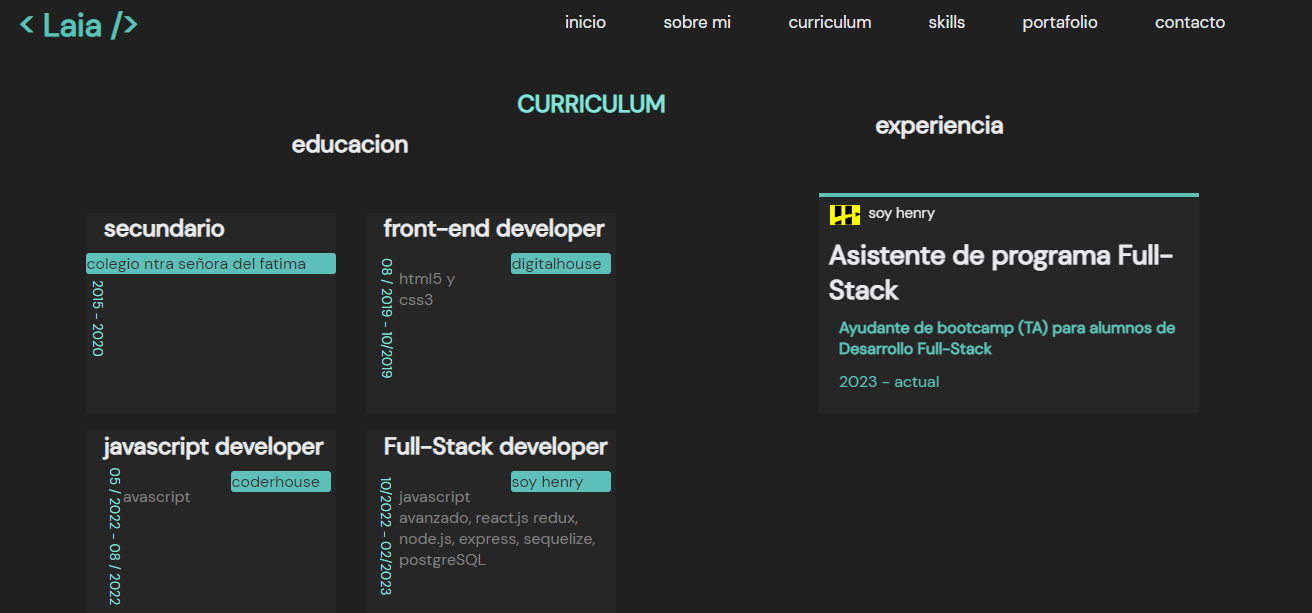 < Laia />
inicio
sobre mi
curriculum
skills
portafolio
contacto
CURRICULUM
educacion
secundario
colegio ntra señora del fatima
2015 - 2020
front-end developer
digitalhouse
08 / 2019 - 10/2019
html5 y
css3
javascript developer
coderhouse
05 / 2022 - 08 / 2022
avascript
Full-Stack developer
soy henry
10/2022 - 02/2023
javascript
avanzado, react.js redux,
node.js, express, sequelize,
postgreSQL
experiencia
soy henry
Asistente de programa Full-
Stack
Ayudante de bootcamp (TA) para alumnos de
Desarrollo Full-Stack
2023 - actual